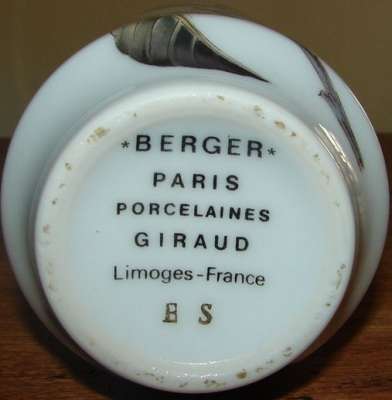 *BERGER*
PARIS
PORCELAINES
GIRAUD
Limoges-France
B S